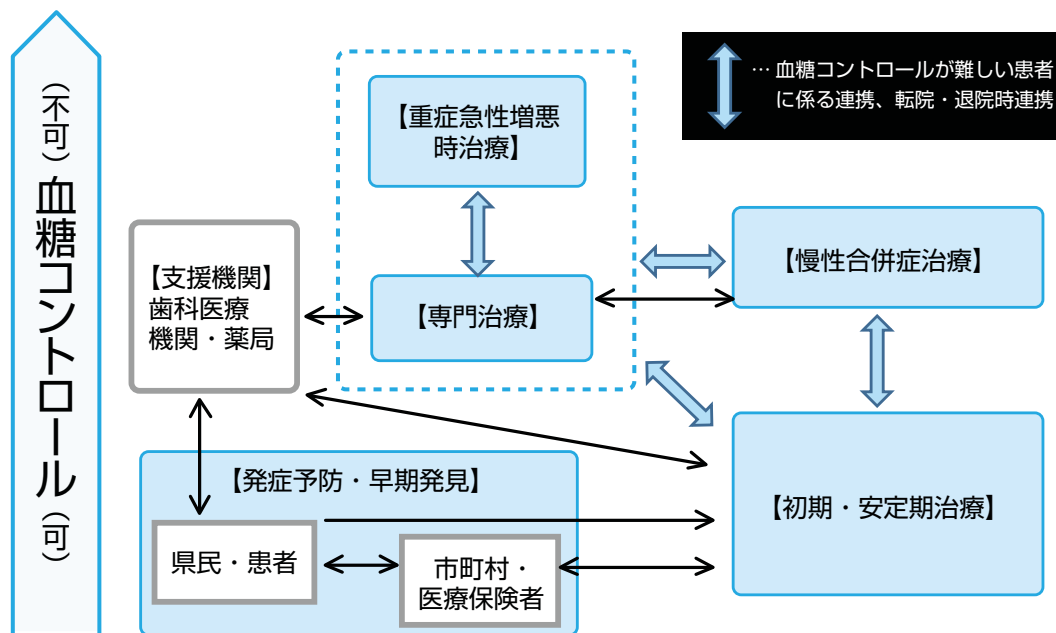 （不可）血糖コントロール（可）
【重症急性増悪
時治療】
… 血糖コントロールが難しい患者
に係る連携、転院・退院時連携
【支援機関】
歯科医療
機関・薬局
【専門治療】
【慢性合併症治療】
【発症予防・早期発見】
県民・患者
市町村・
医療保険者
【初期・安定期治療】